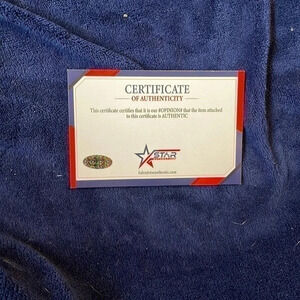 CERTIFICATE
OF AUTHENTICITY
This certificate certifies that it is our #OPINION# that the item attached
to this certificate is AUTHENTIC
STAR